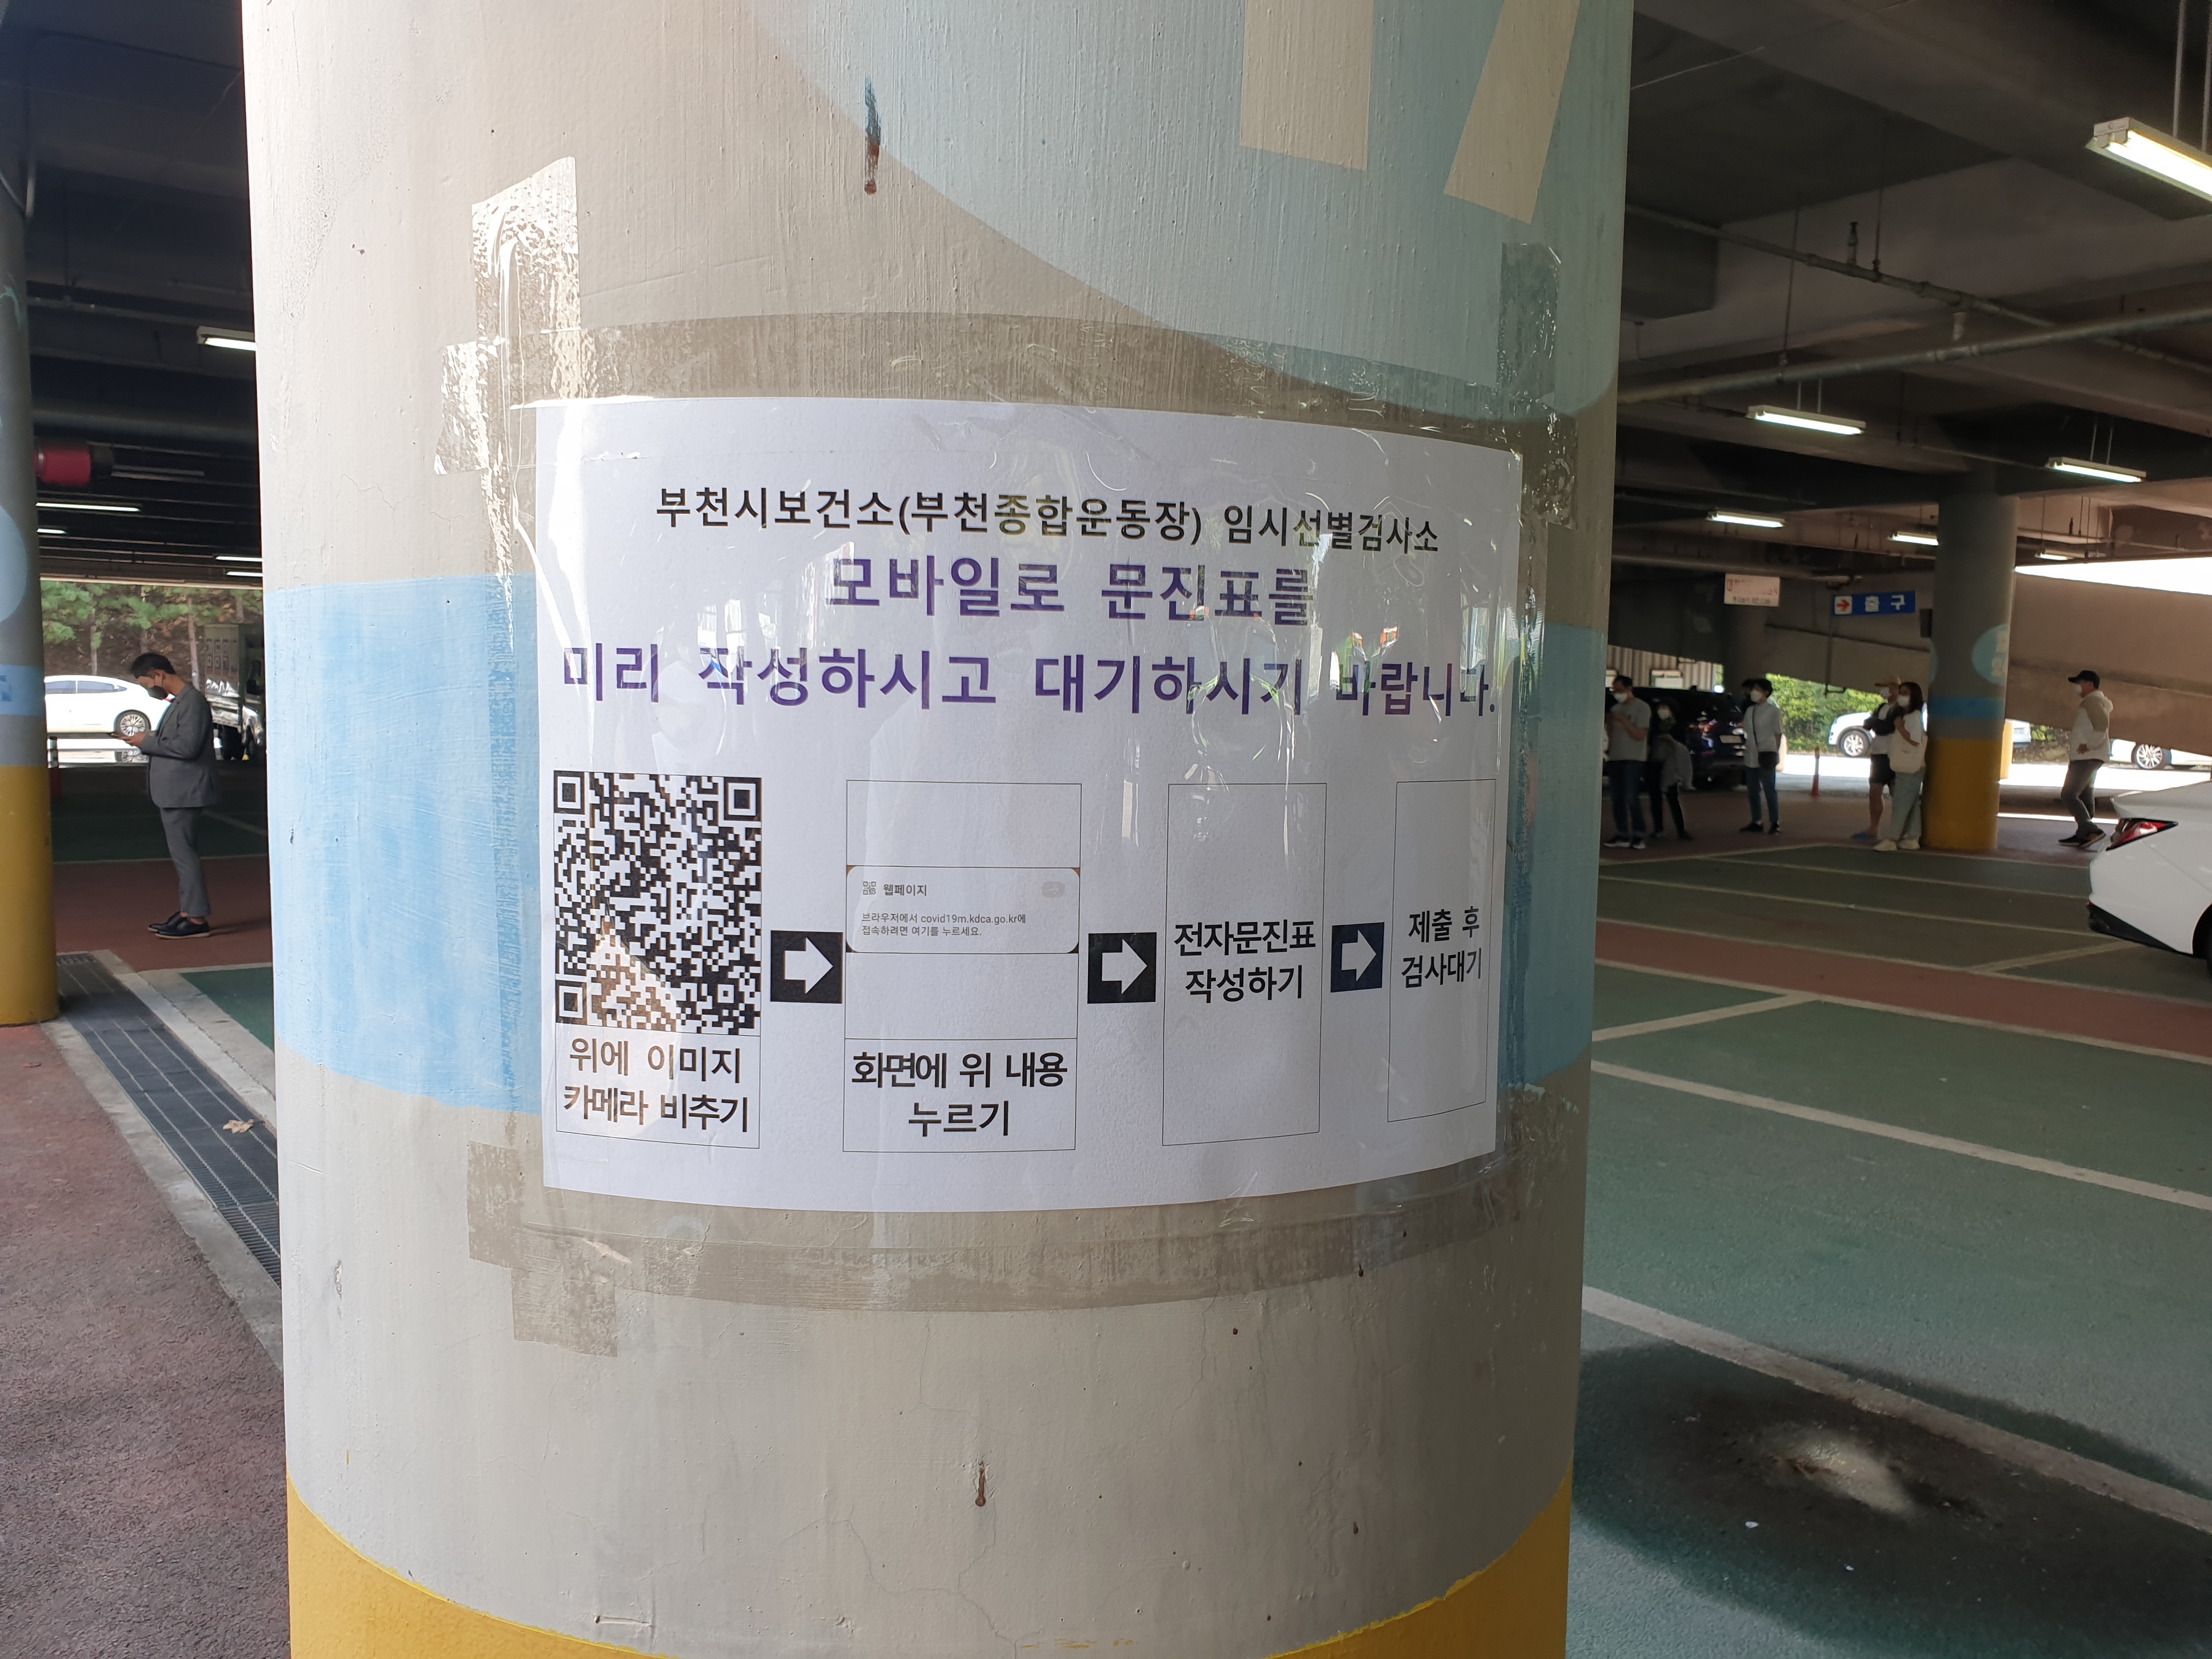 부천시보건소(부천종합운동장) 임시선별검사소
모바일로 문진표를
미리 작성하시고 대기하시기 바랍니다.
웹페이지
브라우저에서 covid19m.kdca.go.kr에
접속하려면 여기를 누르세요.
위에 이미지
카메라 비추기
화면에 위 내용
누르기
전자문진표
작성하기
제출 후
검사대기
출구